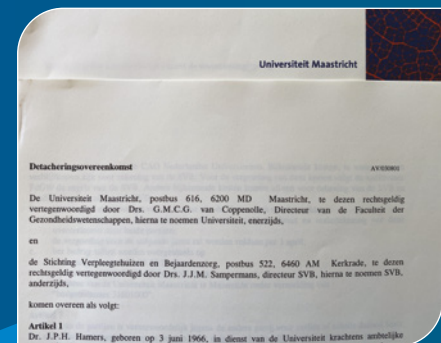 Universiteit Maastricht
Detacheringsovereenkomst
De Universiteit Maastricht, postbus 616, 6200 MD Maastricht, te dezen rechtsgeldig
vertegenwoordigd door Drs. G.M.C.G. van Coppenolle, Directeur van de Faculteit der
Gezondheidswetenschappen, hierna te noemen Universiteit, enerzijds,
en
de Stichting Verpleegtehuizen en Bejaardenzorg, postbus 522, 6460 AM Kerkrade, te dezen
rechtsgeldig vertegenwoordigd door Drs. J.J.M. Sampermans, directeur SVB, hierna te noemen SVB,
anderzijds,
komen overeen als volgt:
Artikel 1
Dr. J.P.H. Hamers, geboren op 3 juni 1966, in dienst van de Universiteit krachtens ambtelijke